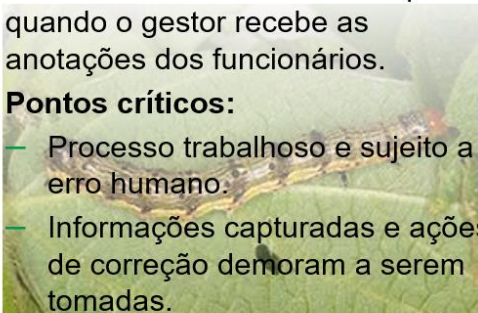 quando o gestor recebe as
anotações dos funcionários.
Pontos críticos:
– Processo trabalhoso e sujeito a
erro humano.
– Informações capturadas e ações
de correção demoram a serem
tomadas.